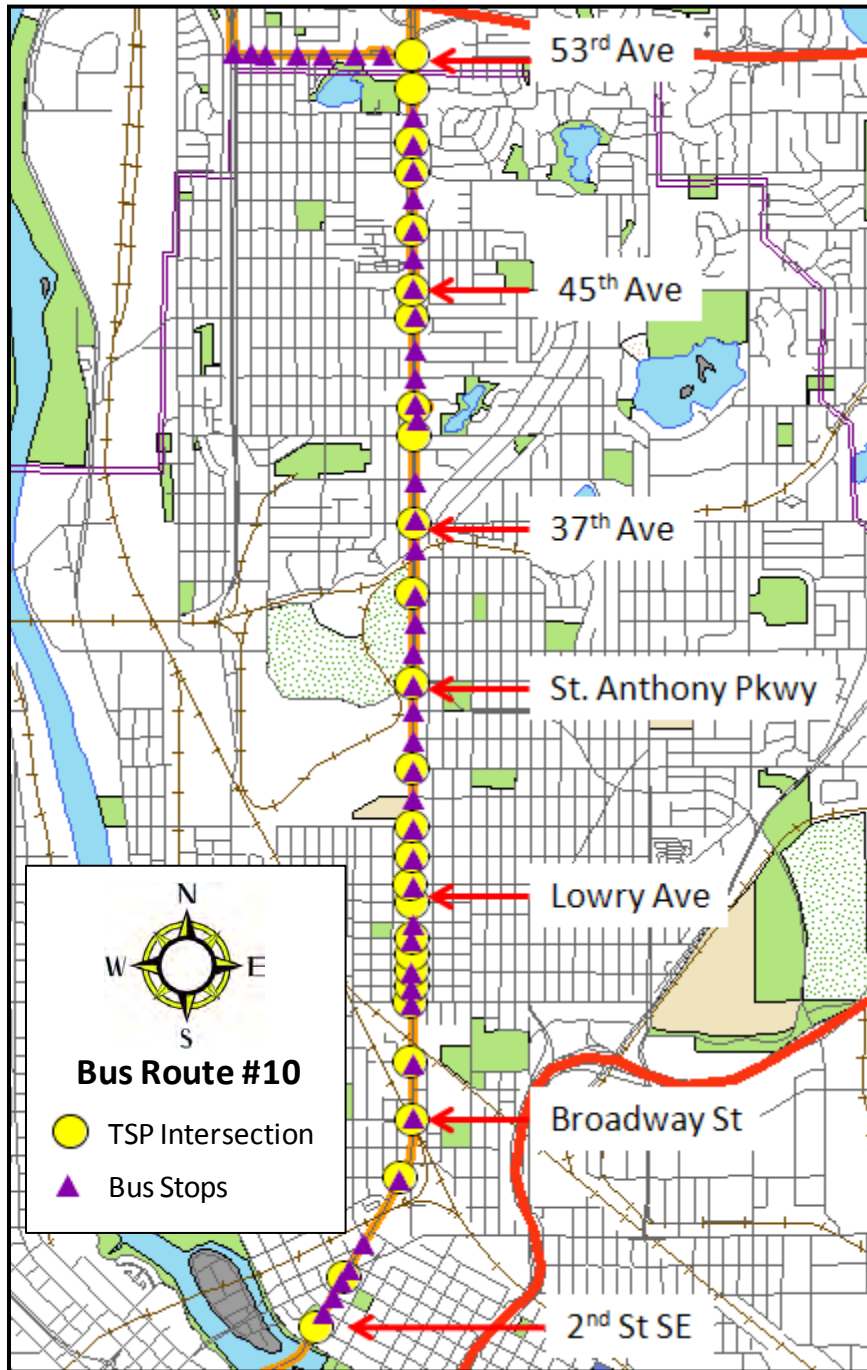 53rd Ave
45th Ave
37th Ave
St. Anthony Pkwy
Lowry Ave
N
W E
S
Bus Route #10
TSP Intersection
Bus Stops
Broadway St
2nd St SE